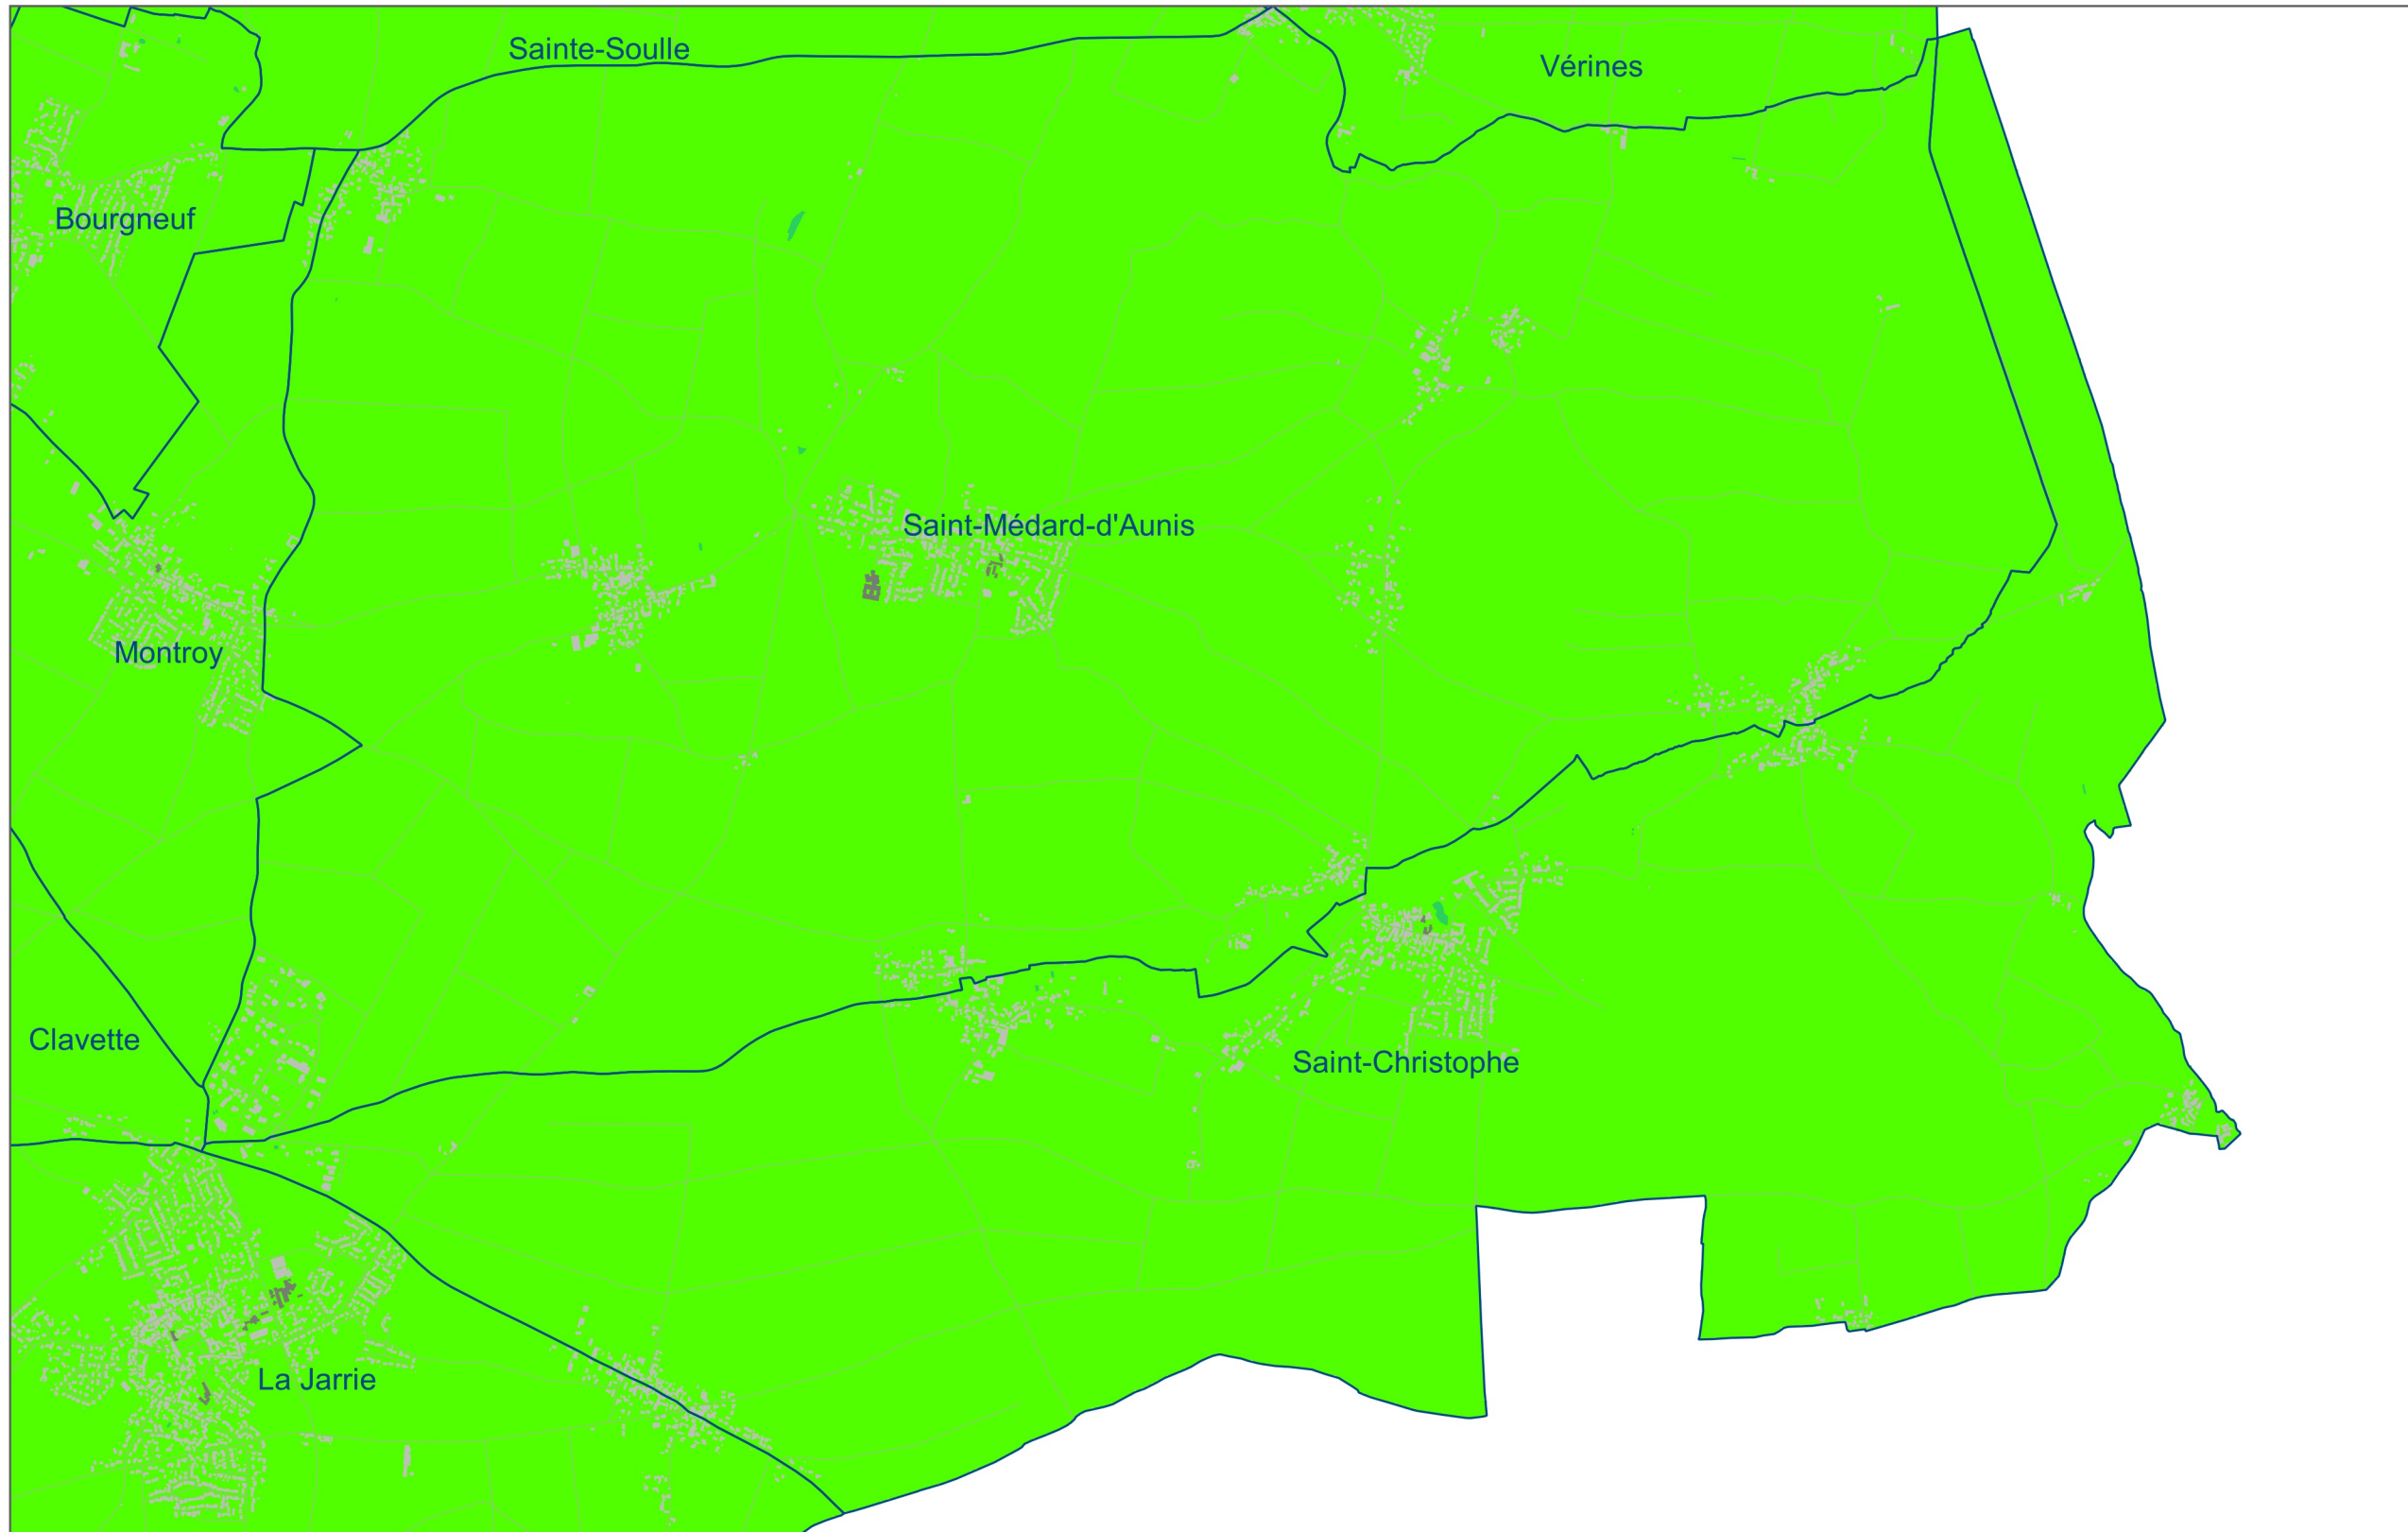 Sainte-Soulle
Vérines
Bourgneuf
Saint-Médard-d'Aunis
Montroy
Clavette
Saint-Christophe
La Jarrie